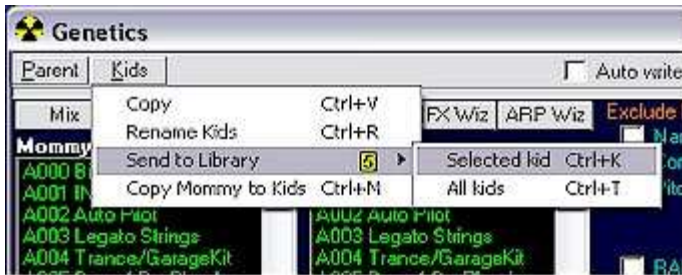 Genetics
Parent Kids Auto write
Mix FX Wiz ARP Wiz Exclude
Copy Ctrl+V
Rename Kids Ctrl+R
Mommy
Send to Library 5 Selected kid Ctrl+K
Copy Mommy to Kids Ctrl+M All kids Ctrl+T
A000
A001
A002 Auto Pilot A002 Auto Pilot
A003 Legato Strings A003 Legato Strings
A004 Trance/GarageKit A004 Trance/GarageKit